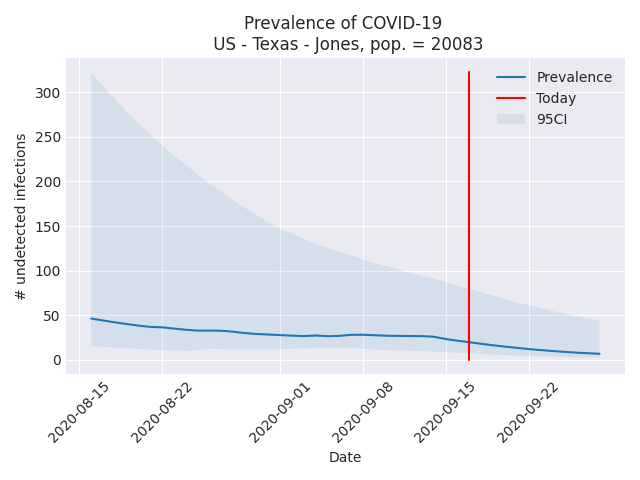 Prevalence of COVID-19
US - Texas - Jones, pop. = 20083
Prevalence
Today
95CI
# undetected infections
300
250
200
150
100
50
0
2020-08-15
2020-08-22
2020-09-01
2020-09-08
2020-09-15
2020-09-22
Date